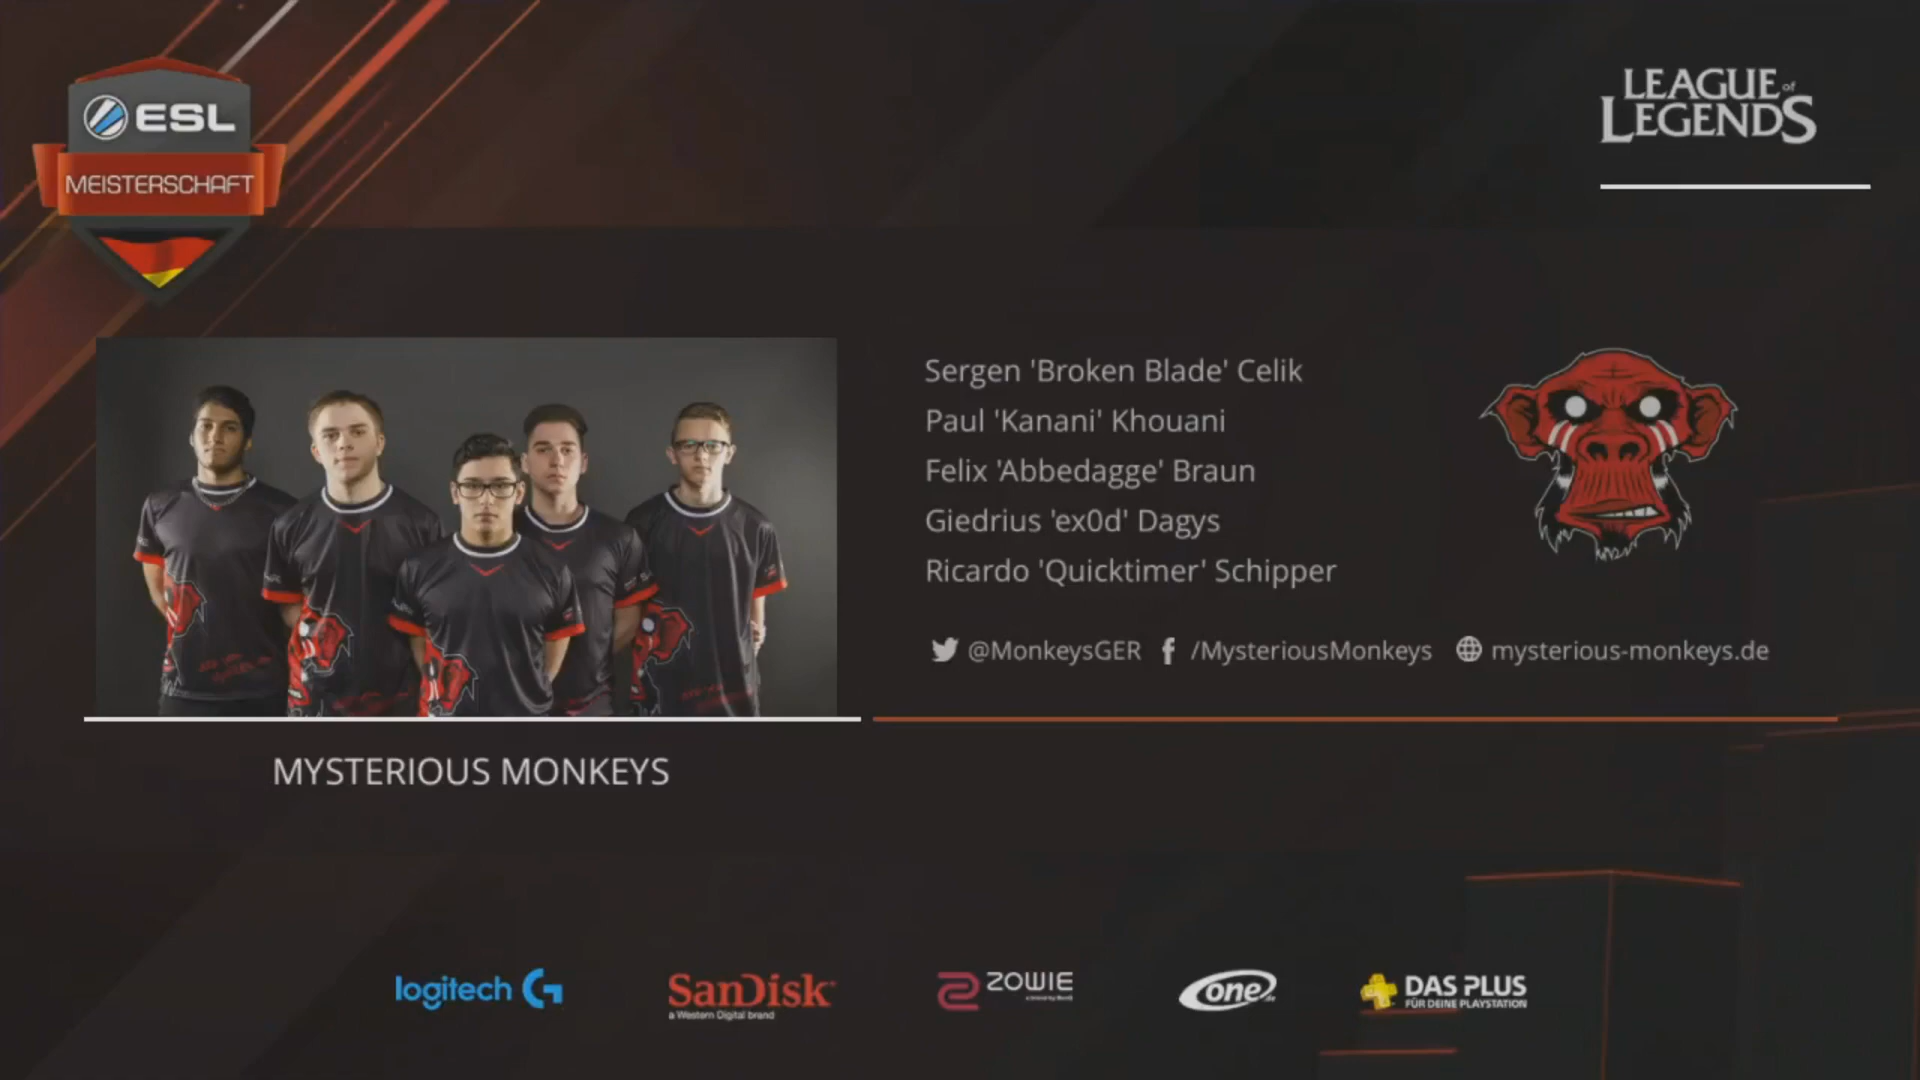 ESL
MEISTERSCHAFT
LEAGUE of
LEGENDS
Sergen 'Broken Blade' Celik
Paul 'Kanani' Khouani
Felix 'Abbedagge' Braun
Giedrius 'ex0d' Dagys
Ricardo 'Quicktimer' Schipper
@MonkeysGER /MysteriousMonkeys mysterious-monkeys.de
MYSTERIOUS MONKEYS
logitech G
SanDisk
a Western Digital brand
ZOWIE
one.de
DAS PLUS
FÜR DEINE PLAYSTATION